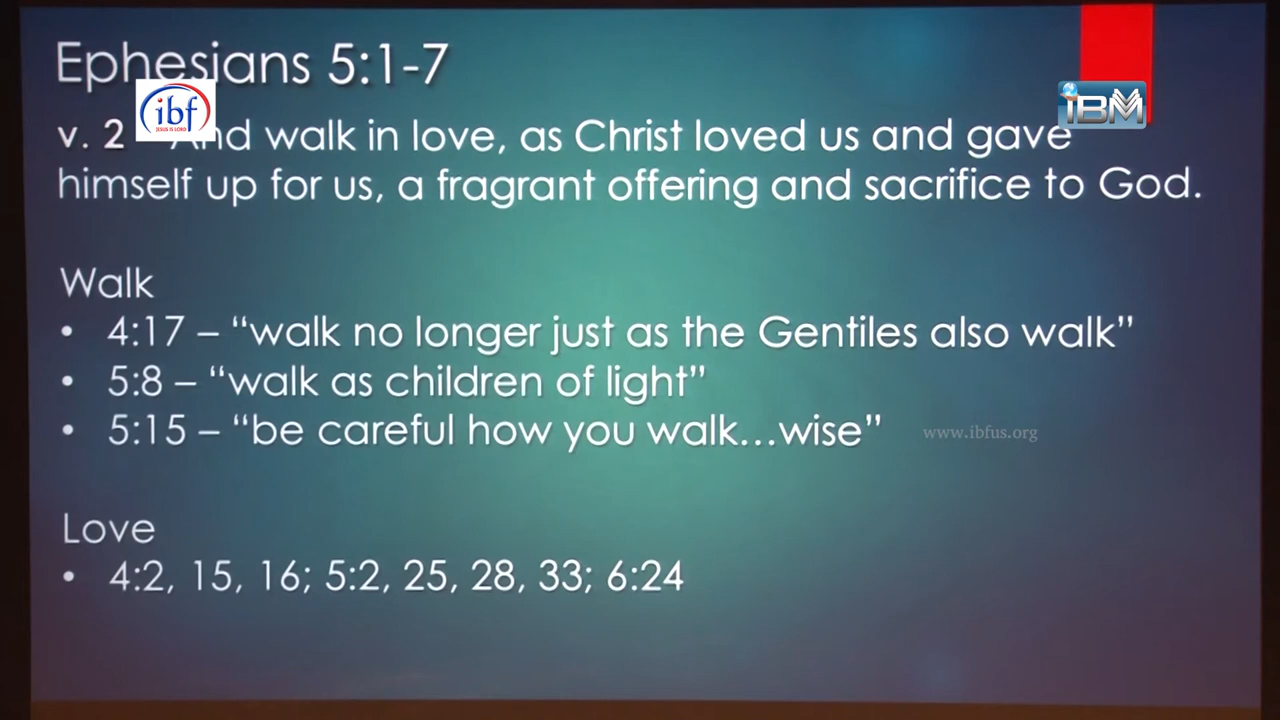 Ephesians 5:1-7
ibf
JESUS IS LORD
iBM
v. 2 And walk in love, as Christ loved us and gave
himself up for us, a fragrant offering and sacrifice to God.
Walk
• 4:17 – “walk no longer just as the Gentiles also walk”
• 5:8 – “walk as children of light”
• 5:15 – “be careful how you walk…wise”
www.ibfus.org
Love
• 4:2, 15, 16; 5:2, 25, 28, 33; 6:24